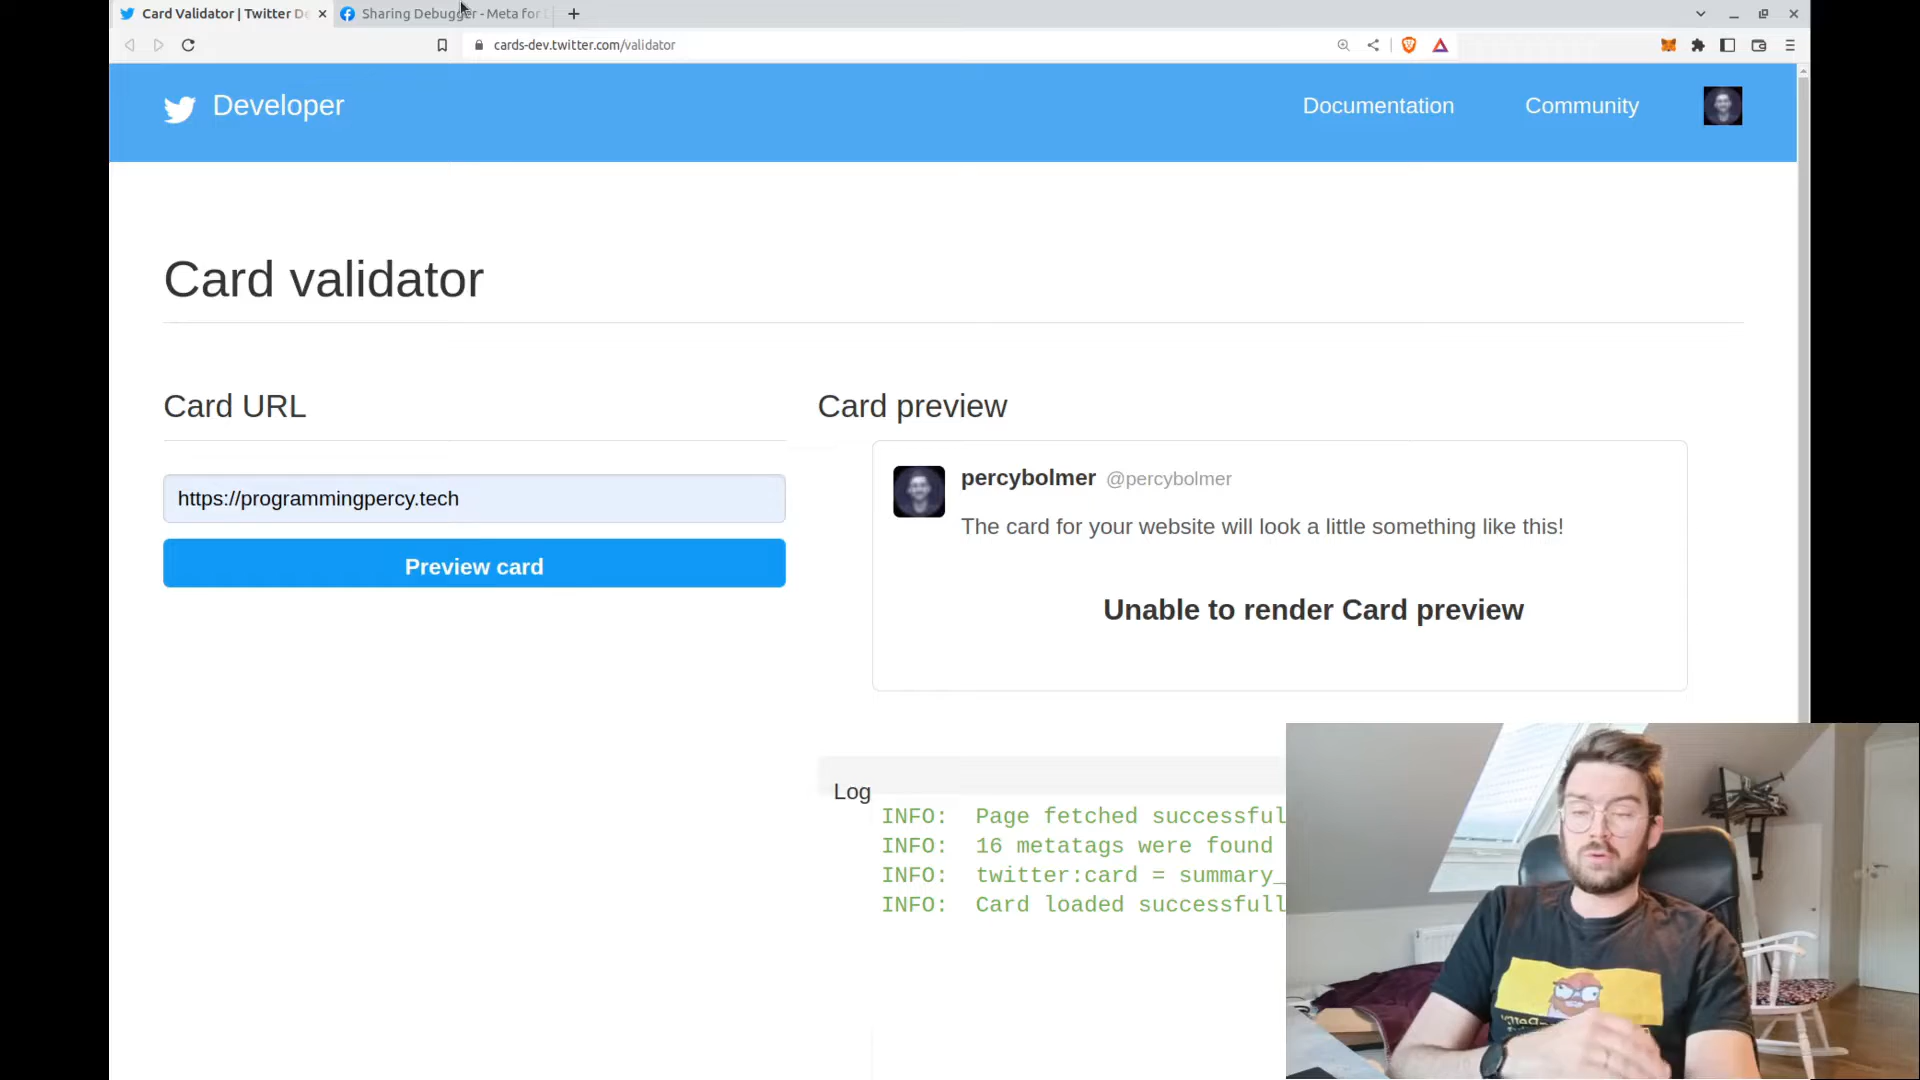 Card Validator | Twitter D
Sharing Debugger - Meta for
cards-dev.twitter.com/validator
Developer
Documentation
Community
Card validator
Card URL
Card preview
https://programmingpercy.tech
Preview card
percybolmer @percybolmer
The card for your website will look a little something like this!
Unable to render Card preview
Log
INFO: Page fetched successful
INFO: 16 metatags were found
INFO: twitter:card = summary_
INFO: Card loaded successfull